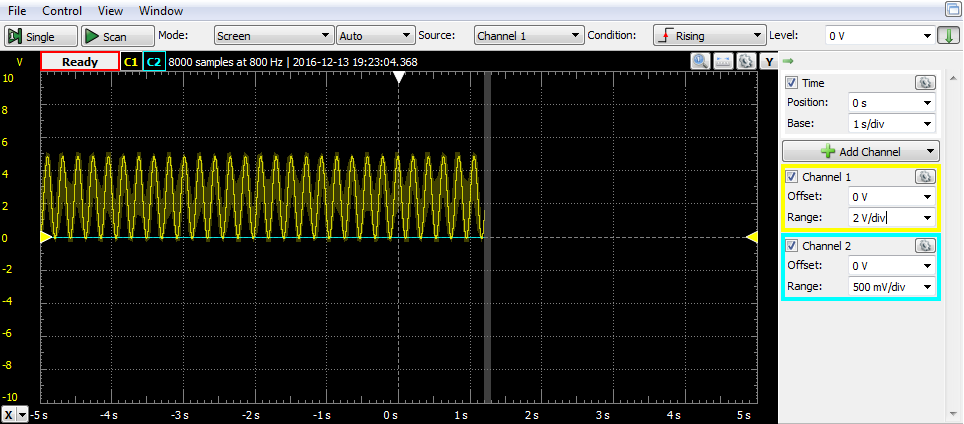 File Control View Window
Single Scan Mode: Screen Auto Source: Channel 1 Condition: Rising Level: 0 V
V Ready C1 C2 8000 samples at 800 Hz | 2016-12-13 19:23:04.368 Y
10
8
6
4
2
0
-2
-4
-6
-8
-10
X -5 s -4 s -3 s -2 s -1 s 0 s 1 s 2 s 3 s 4 s 5 s
Time
Position: 0 s
Base: 1 s/div
Add Channel
Channel 1
Offset: 0 V
Range: 2 V/div
Channel 2
Offset: 0 V
Range: 500 mV/div